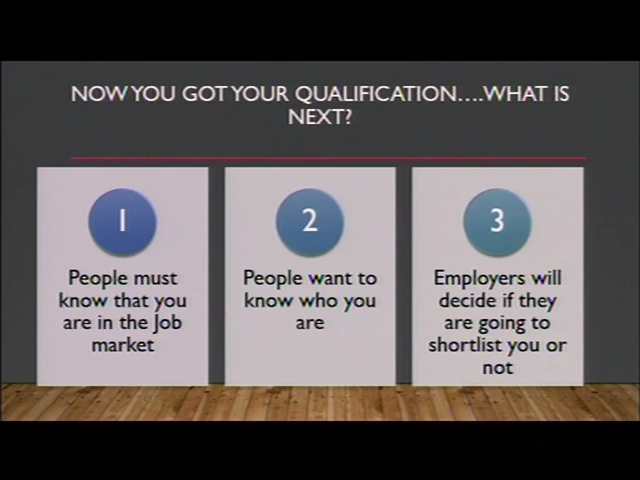 NOW YOU GOT YOUR QUALIFICATION....WHAT IS
NEXT?
1
People must
know that you
are in the Job
market
2
People want to
know who you
are
3
Employers will
decide if they
are going to
shortlist you or
not